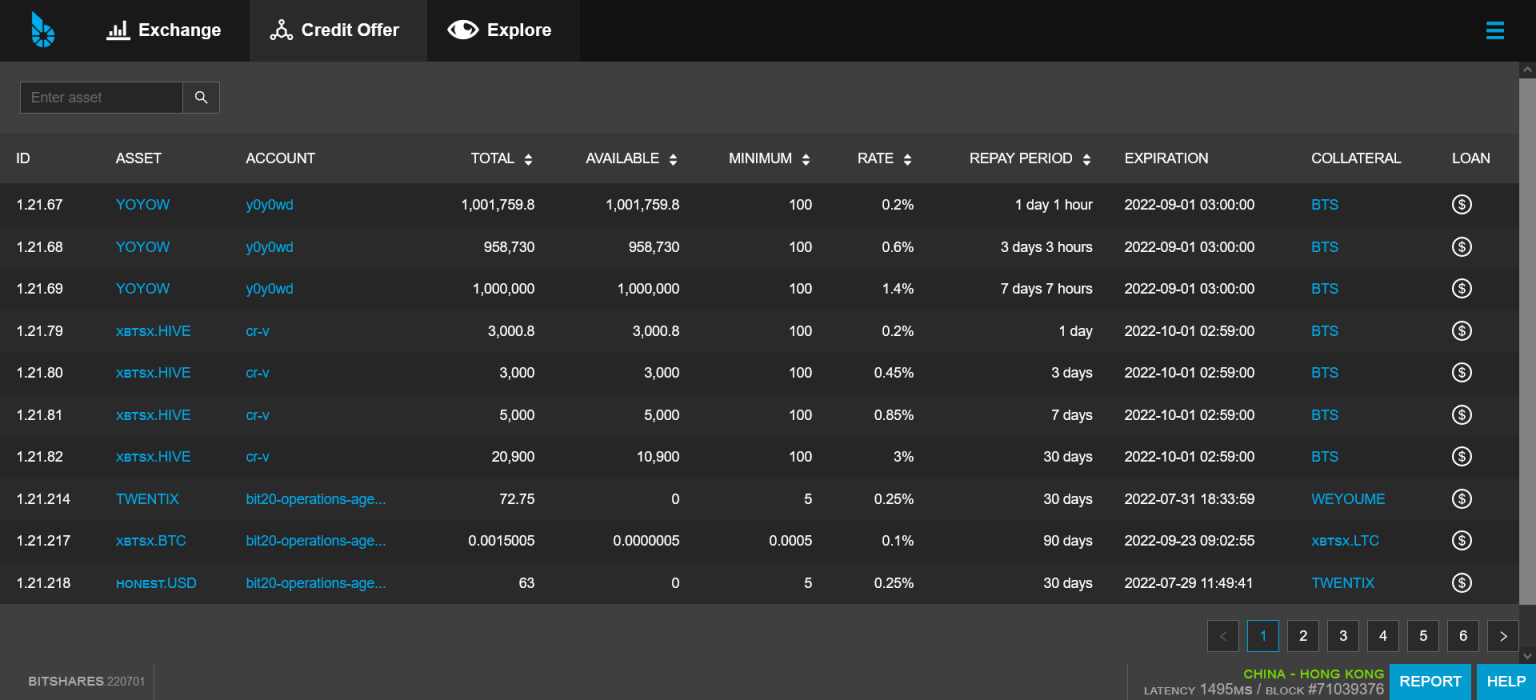 Exchange Credit Offer Explore
Enter asset
ID ASSET ACCOUNT TOTAL AVAILABLE MINIMUM RATE REPAY PERIOD EXPIRATION COLLATERAL LOAN
1.21.67 YOYOW y0y0wd 1,001,759.8 1,001,759.8 100 0.2% 1 day 1 hour 2022-09-01 03:00:00 BTS $
1.21.68 YOYOW y0y0wd 958,730 958,730 100 0.6% 3 days 3 hours 2022-09-01 03:00:00 BTS $
1.21.69 YOYOW y0y0wd 1,000,000 1,000,000 100 1.4% 7 days 7 hours 2022-09-01 03:00:00 BTS $
1.21.79 XBTSX.HIVE cr-v 3,000.8 3,000.8 100 0.2% 1 day 2022-10-01 02:59:00 BTS $
1.21.80 XBTSX.HIVE cr-v 3,000 3,000 100 0.45% 3 days 2022-10-01 02:59:00 BTS $
1.21.81 XBTSX.HIVE cr-v 5,000 5,000 100 0.85% 7 days 2022-10-01 02:59:00 BTS $
1.21.82 XBTSX.HIVE cr-v 20,900 10,900 100 3% 30 days 2022-10-01 02:59:00 BTS $
1.21.214 TWENTIX bit20-operations-age... 72.75 0 5 0.25% 30 days 2022-07-31 18:33:59 WEYOUME $
1.21.217 XBTSX.BTC bit20-operations-age... 0.0015005 0.0000005 0.0005 0.1% 90 days 2022-09-23 09:02:55 XBTSX.LTC $
1.21.218 HONEST.USD bit20-operations-age... 63 0 5 0.25% 30 days 2022-07-29 11:49:41 TWENTIX $
< 1 2 3 4 5 6 >
CHINA - HONG KONG
BITSHARES.220701 LATENCY 1495MS / BLOCK #71039376 REPORT HELP